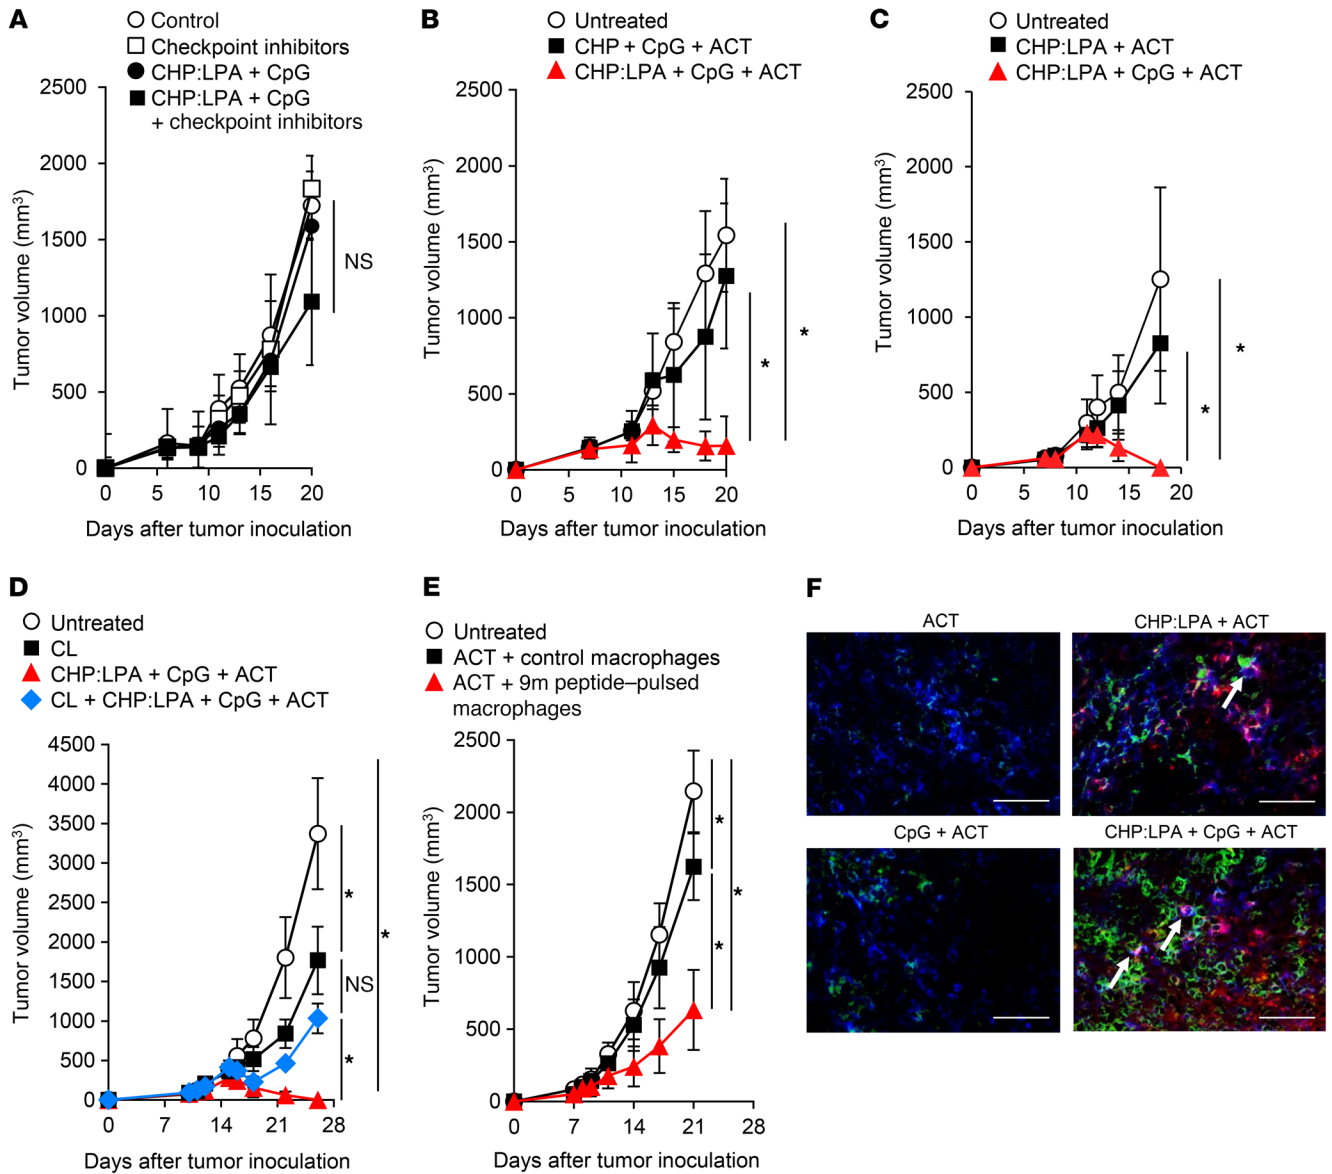 A
Control
Checkpoint inhibitors
CHP:LPA + CpG
CHP:LPA + CpG
+ checkpoint inhibitors
2500
2000
1500
1000
500
0
Tumor volume (mm³)
NS
0 5 10 15 20
Days after tumor inoculation
B
Untreated
CHP + CpG + ACT
CHP:LPA + CpG + ACT
2500
2000
1500
1000
500
0
Tumor volume (mm³)
*
*
0 5 10 15 20
Days after tumor inoculation
C
Untreated
CHP:LPA + ACT
CHP:LPA + CpG + ACT
2500
2000
1500
1000
500
0
Tumor volume (mm³)
*
*
0 5 10 15 20
Days after tumor inoculation
D
Untreated
CL
CHP:LPA + CpG + ACT
CL + CHP:LPA + CpG + ACT
4500
4000
3500
3000
2500
2000
1500
1000
500
0
Tumor volume (mm³)
*
*
NS
*
0 7 14 21 28
Days after tumor inoculation
E
Untreated
ACT + control macrophages
ACT + 9m peptide–pulsed
macrophages
2500
2000
1500
1000
500
0
Tumor volume (mm³)
*
*
*
0 7 14 21 28
Days after tumor inoculation
F
ACT
CHP:LPA + ACT
CpG + ACT
CHP:LPA + CpG + ACT